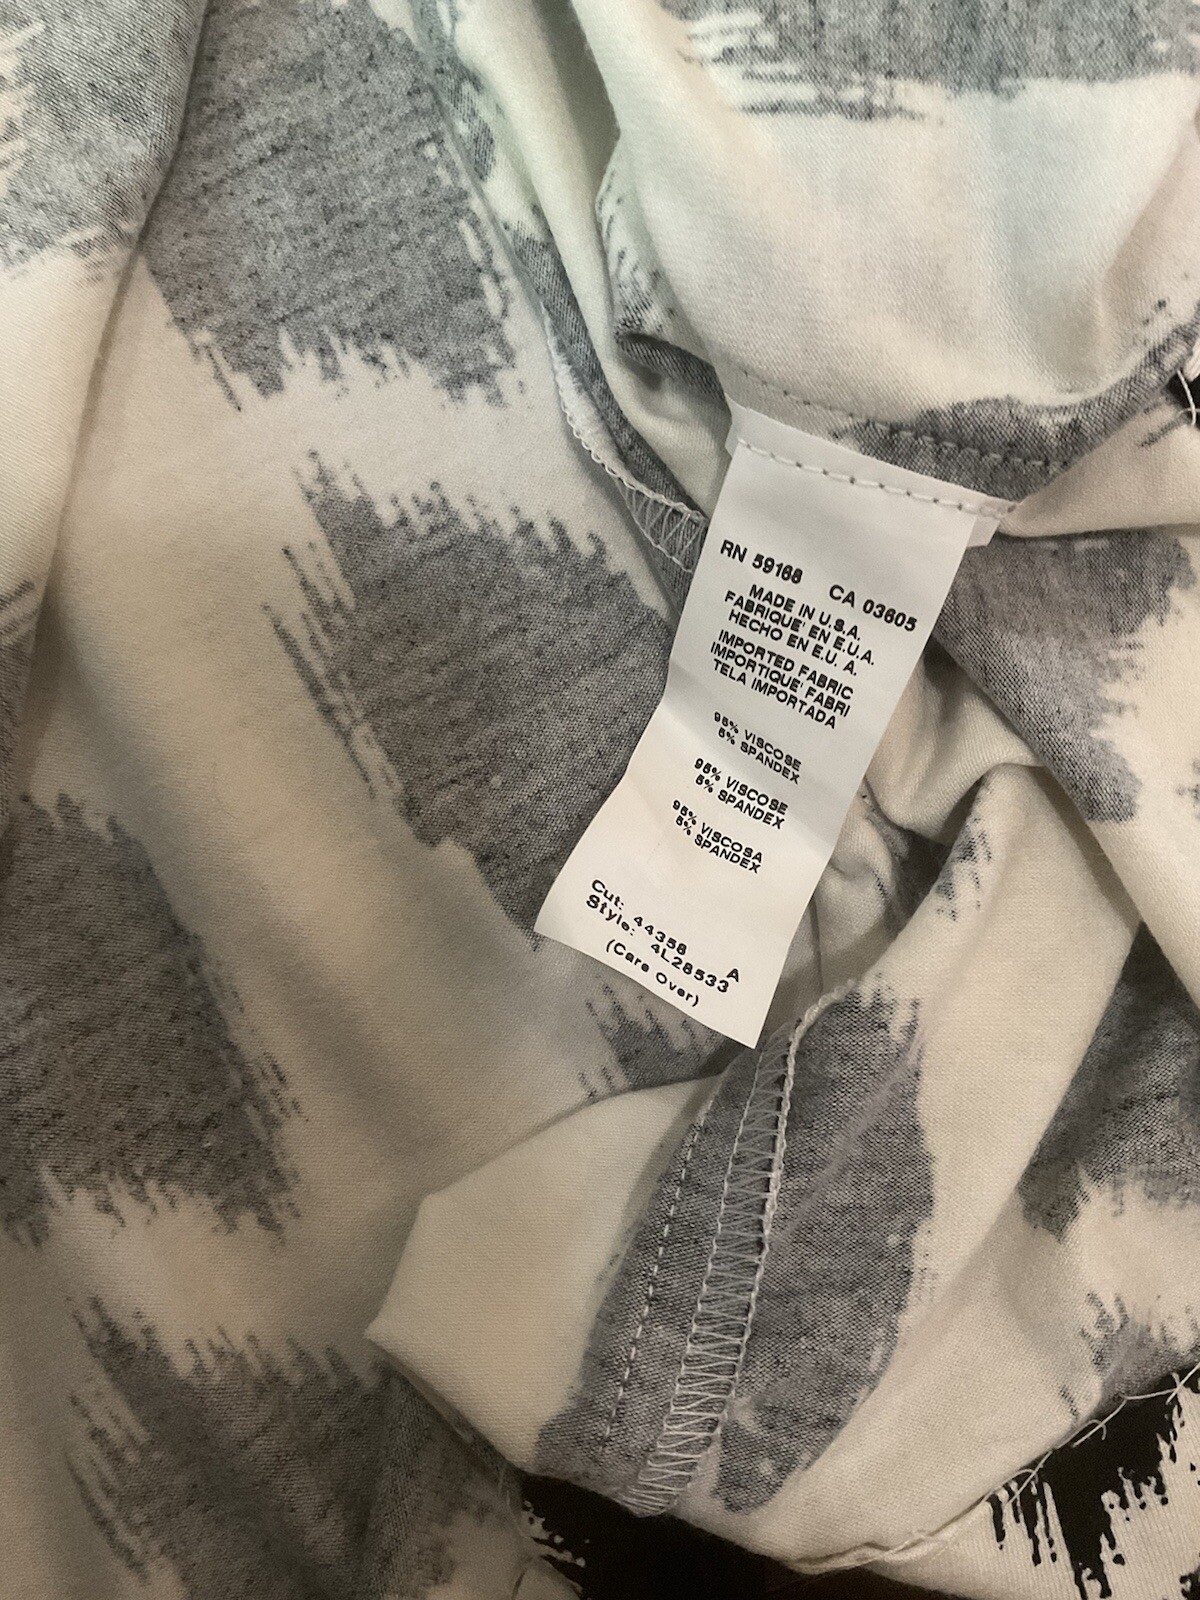 RN 59168 CA 03605
MADE IN U.S.A.
FABRIQUE' EN E.U.A.
HECHO EN E.U. A.
IMPORTED FABRIC
IMPORTIQUE' FABRI
TELA IMPORTADA
95% VISCOSE
5% SPANDEX
95% VISCOSE
5% SPANDEX
95% VISCOSA
5% SPANDEX
Cut: 44358 A
Style: 4L28533
(Care Over)